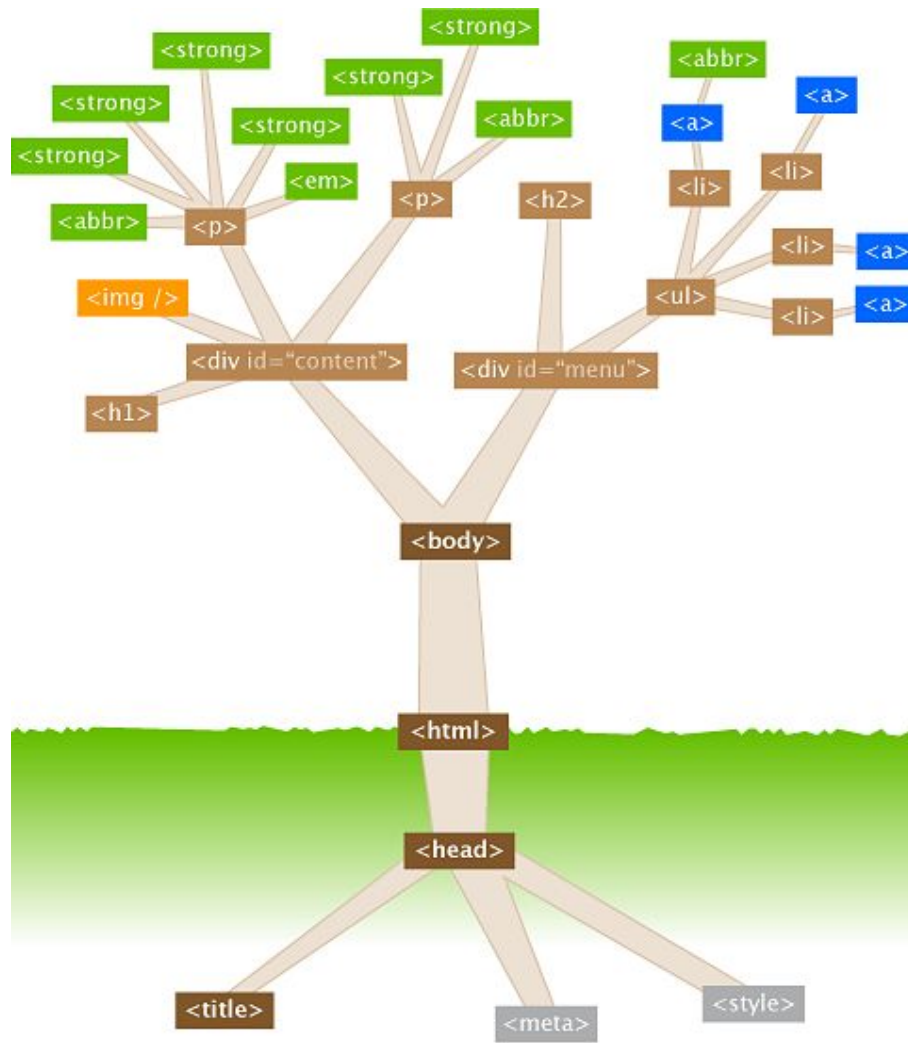 <strong>
<strong>
<abbr>
<strong>
<strong>
<a>
<strong>
<abbr>
<strong>
<a>
<strong>
<li>
<em>
<li>
<p>
<h2>
<abbr>
<p>
<li>
<a>
<img />
<ul>
<a>
<li>
<div id=“content”>
<div id=“menu”>
<h1>
<body>
<html>
<head>
<title>
<style>
<meta>